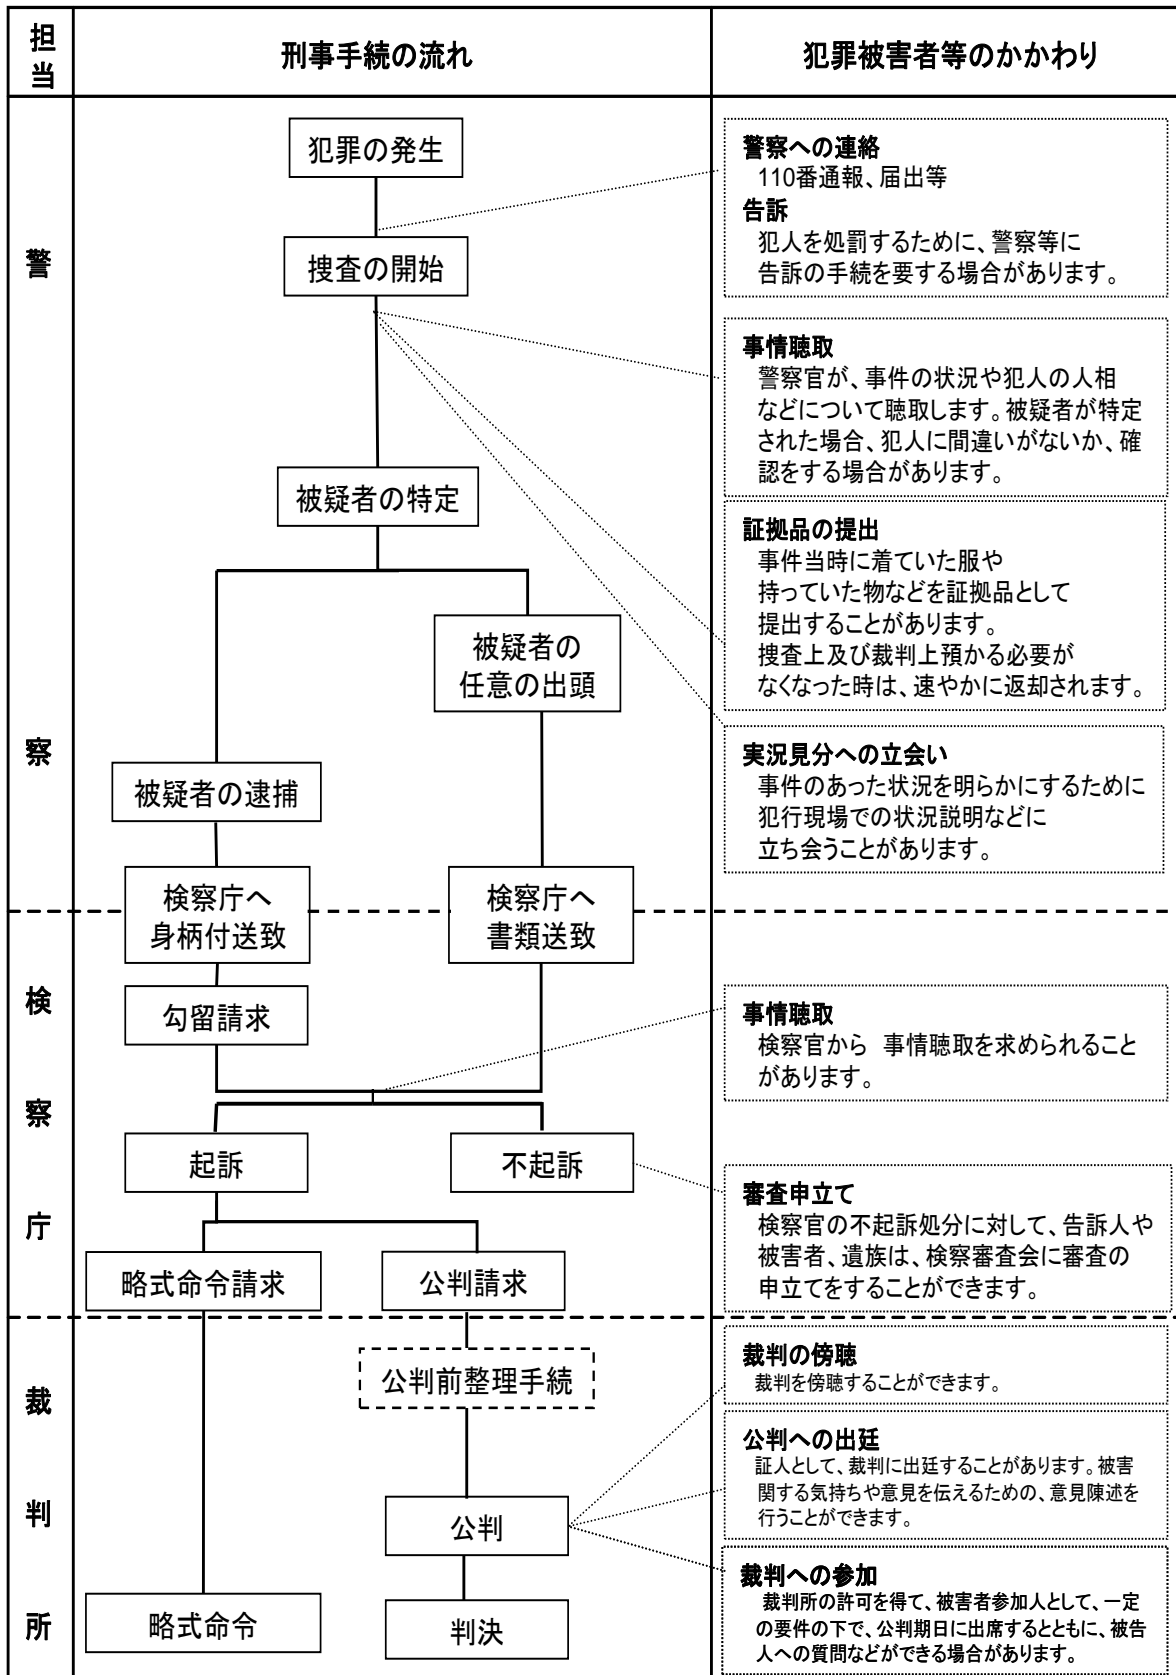 担当
刑事手続の流れ
犯罪被害者等のかかわり
警察
犯罪の発生
捜査の開始
被疑者の特定
被疑者の
任意の出頭
被疑者の逮捕
検察庁へ
身柄付送致
検察庁へ
書類送致
警察への連絡
110番通報、届出等
告訴
犯人を処罰するために、警察等に
告訴の手続を要する場合があります。
事情聴取
警察官が、事件の状況や犯人の人相
などについて聴取します。被疑者が特定
された場合、犯人に間違いがないか、確
認をする場合があります。
証拠品の提出
事件当時に着ていた服や
持っていた物などを証拠品として
提出することがあります。
捜査上及び裁判上預かる必要が
なくなった時は、速やかに返却されます。
実況見分への立会い
事件のあった状況を明らかにするために
犯行現場での状況説明などに
立ち会うことがあります。
検察庁
勾留請求
起訴
不起訴
略式命令請求
公判請求
事情聴取
検察官から 事情聴取を求められること
があります。
審査申立て
検察官の不起訴処分に対して、告訴人や
被害者、遺族は、検察審査会に審査の
申立てをすることができます。
裁判所
公判前整理手続
公判
略式命令
判決
裁判の傍聴
裁判を傍聴することができます。
公判への出廷
証人として、裁判に出廷することがあります。被害
関する気持ちや意見を伝えるための、意見陳述を
行うことができます。
裁判への参加
裁判所の許可を得て、被害者参加人として、一定
の要件の下で、公判期日に出席するとともに、被告
人への質問などができる場合があります。